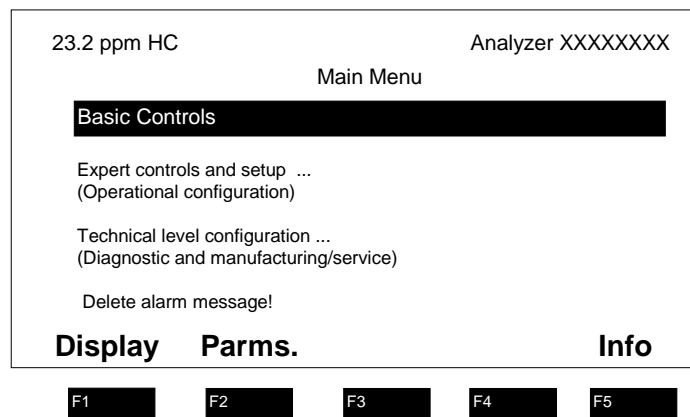 23.2 ppm HC Analyzer XXXXXXXX
Main Menu
Basic Controls
Expert controls and setup ...
(Operational configuration)
Technical level configuration ...
(Diagnostic and manufacturing/service)
Delete alarm message!
Display Parms. Info
F1 F2 F3 F4 F5